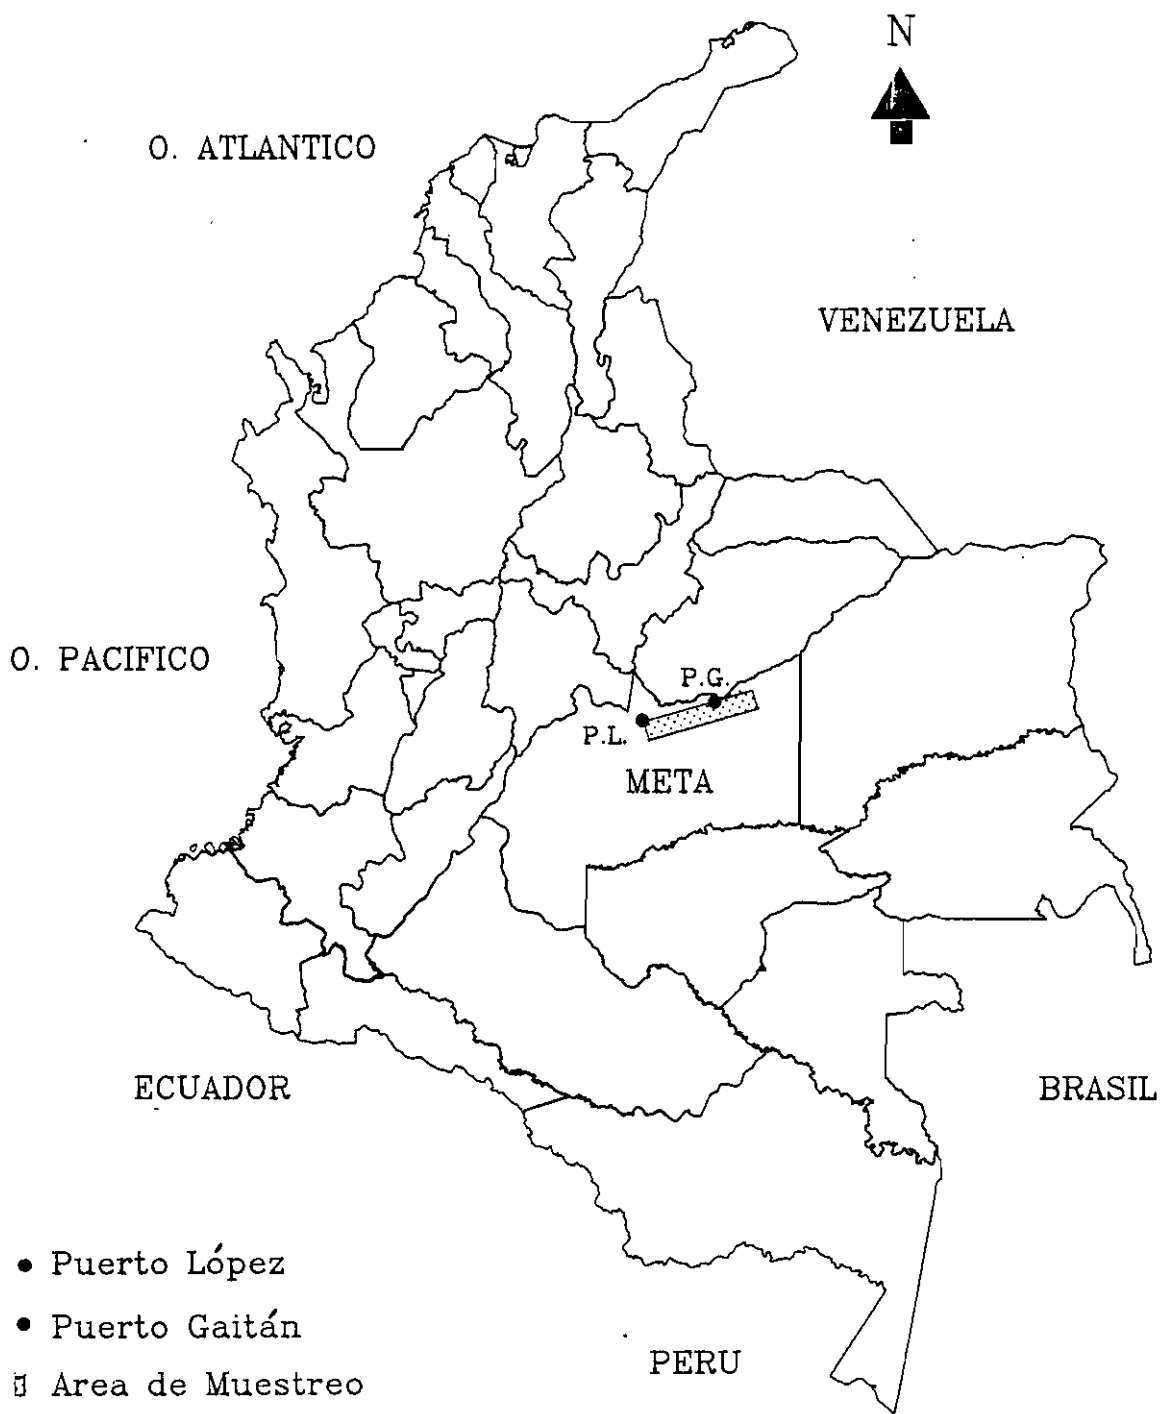 N
O. ATLANTICO
VENEZUELA
O. PACIFICO
P.G.
P.L.
META
ECUADOR
BRASIL
• Puerto López
• Puerto Gaitán
PERU
Area de Muestreo